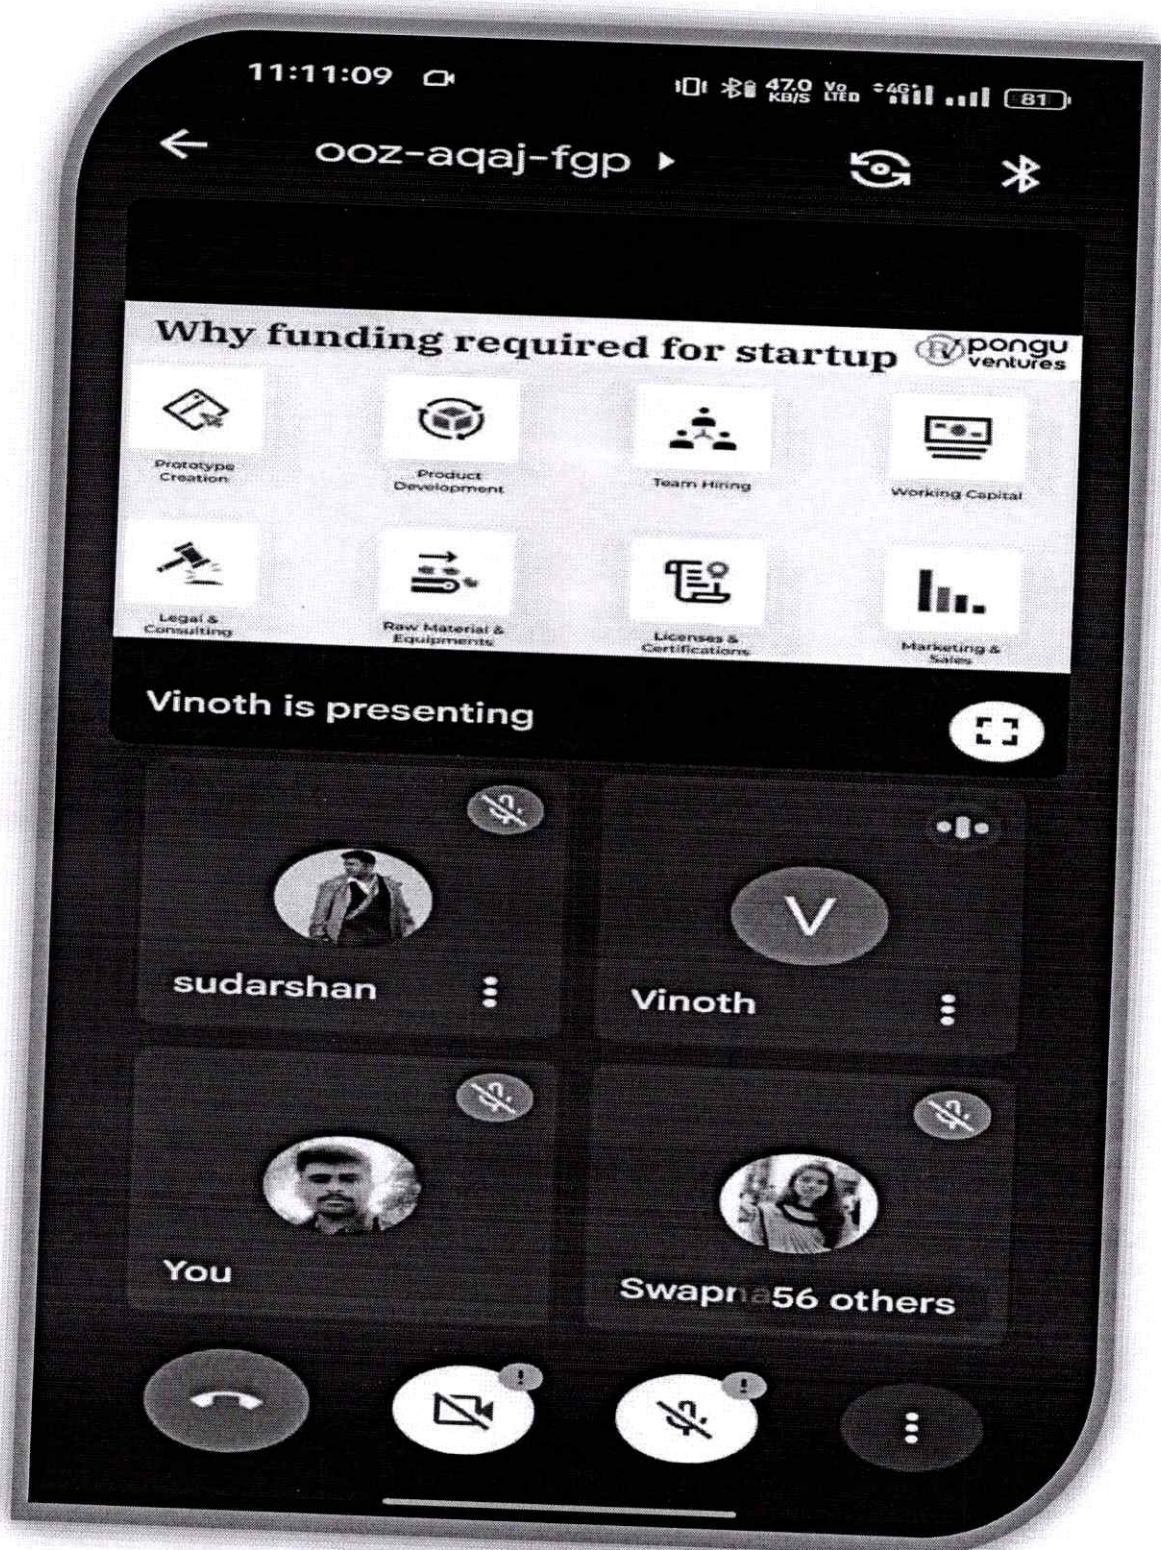 11:11:09
47.0 KB/S Vo LTED 4G+ 81
ooz-aqaj-fgp
Why funding required for startup
pongu
ventures
Prototype
Creation
Product
Development
Team Hiring
Working Capital
Legal &
Consulting
Raw Material &
Equipments
Licenses &
Certifications
Marketing &
Sales
Vinoth is presenting
sudarshan
V
Vinoth
You
Swapna 56 others